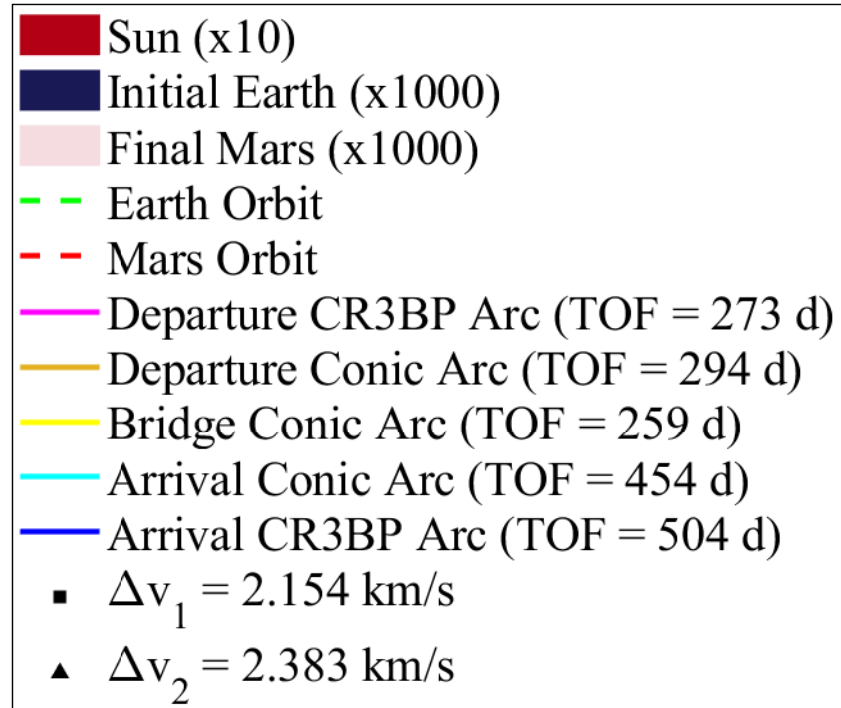 Sun (x10)
Initial Earth (x1000)
Final Mars (x1000)
Earth Orbit
Mars Orbit
Departure CR3BP Arc (TOF = 273 d)
Departure Conic Arc (TOF = 294 d)
Bridge Conic Arc (TOF = 259 d)
Arrival Conic Arc (TOF = 454 d)
Arrival CR3BP Arc (TOF = 504 d)
Δv₁ = 2.154 km/s
Δv₂ = 2.383 km/s